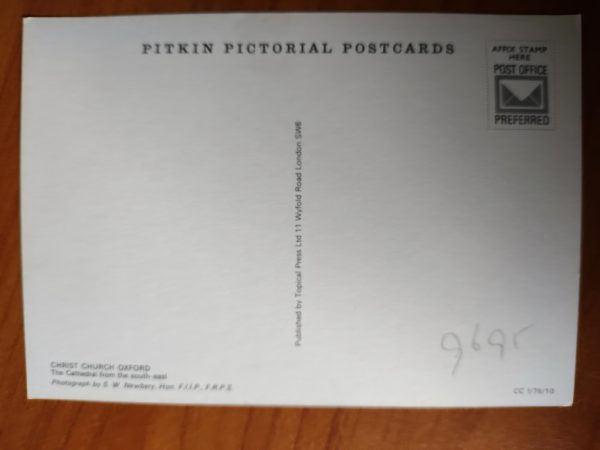 PITKIN PICTORIAL POSTCARDS
AFFIX STAMP
HERE
POST OFFICE
PREFERRED
Published by Topical Press Ltd 11 Wyfold Road London SW6
CHRIST CHURCH OXFORD
The Cathedral from the south-east
Photograph by S. W. Newbery, Hon. F.I.I.P., F.R.P.S.
CC 1/76/10